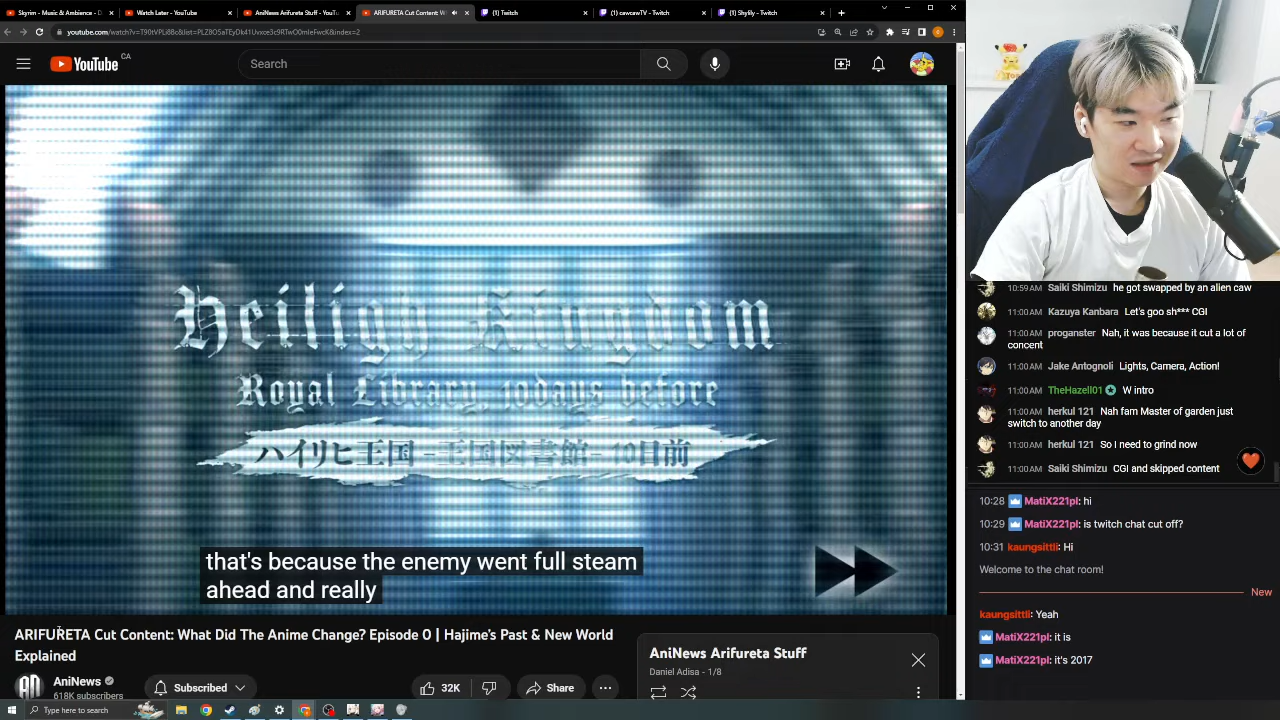 Skyrim - Music & Ambience - D
Watch Later - YouTube
AniNews Arifureta Stuff - YouTu
ARIFURETA Cut Content: W
(1) Twitch
(1) cawcawTV - Twitch
(1) Shylily - Twitch
YouTube CA
Search
Heiligh Kingdom
Royal Library, 10days before
ハイリヒ王国 -王国図書館- 10日前
that's because the enemy went full steam
ahead and really
ARIFURETA Cut Content: What Did The Anime Change? Episode 0 | Hajime's Past & New World
Explained
AniNews
618K subscribers
Subscribed
32K
Share
AniNews Arifureta Stuff
Daniel Adisa - 1/8
Type here to search
10:59 AM Saiki Shimizu he got swapped by an alien caw
11:00 AM Kazuya Kanbara Let's goo sh*** CGI
11:00 AM proganster Nah, it was because it cut a lot of
concent
11:00 AM Jake Antognoli Lights, Camera, Action!
11:00 AM TheHazell01 W intro
11:00 AM herkul 121 Nah fam Master of garden just
switch to another day
11:00 AM herkul 121 So I need to grind now
11:00 AM Saiki Shimizu CGI and skipped content
10:28 MatiX221pl: hi
10:29 MatiX221pl: is twitch chat cut off?
10:31 kaungsittli: Hi
Welcome to the chat room!
New
kaungsittli: Yeah
MatiX221pl: it is
MatiX221pl: it's 2017